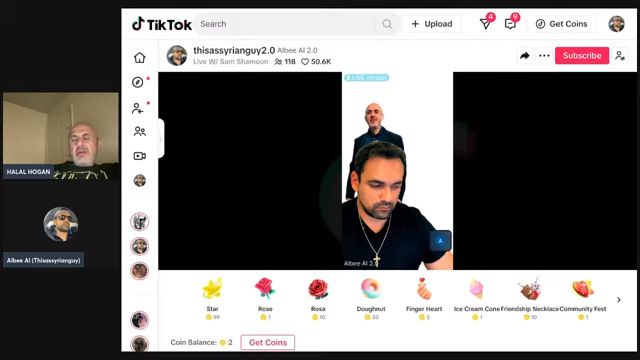 TikTok
Search
Upload
4
9
Get Coins
thisassyrianguy2.0 Albee AI 2.0
Live W/ Sam Shamoun 118 50.6K
Subscribe
HALAL HOGAN
Albee AI (Thisassyrianguy)
A
Albee AI 2.0
Star
99
Rose
1
Rosa
10
Doughnut
30
Finger Heart
5
Ice Cream Cone
1
Friendship Necklace
10
Community Fest
1
Coin Balance: 2
Get Coins